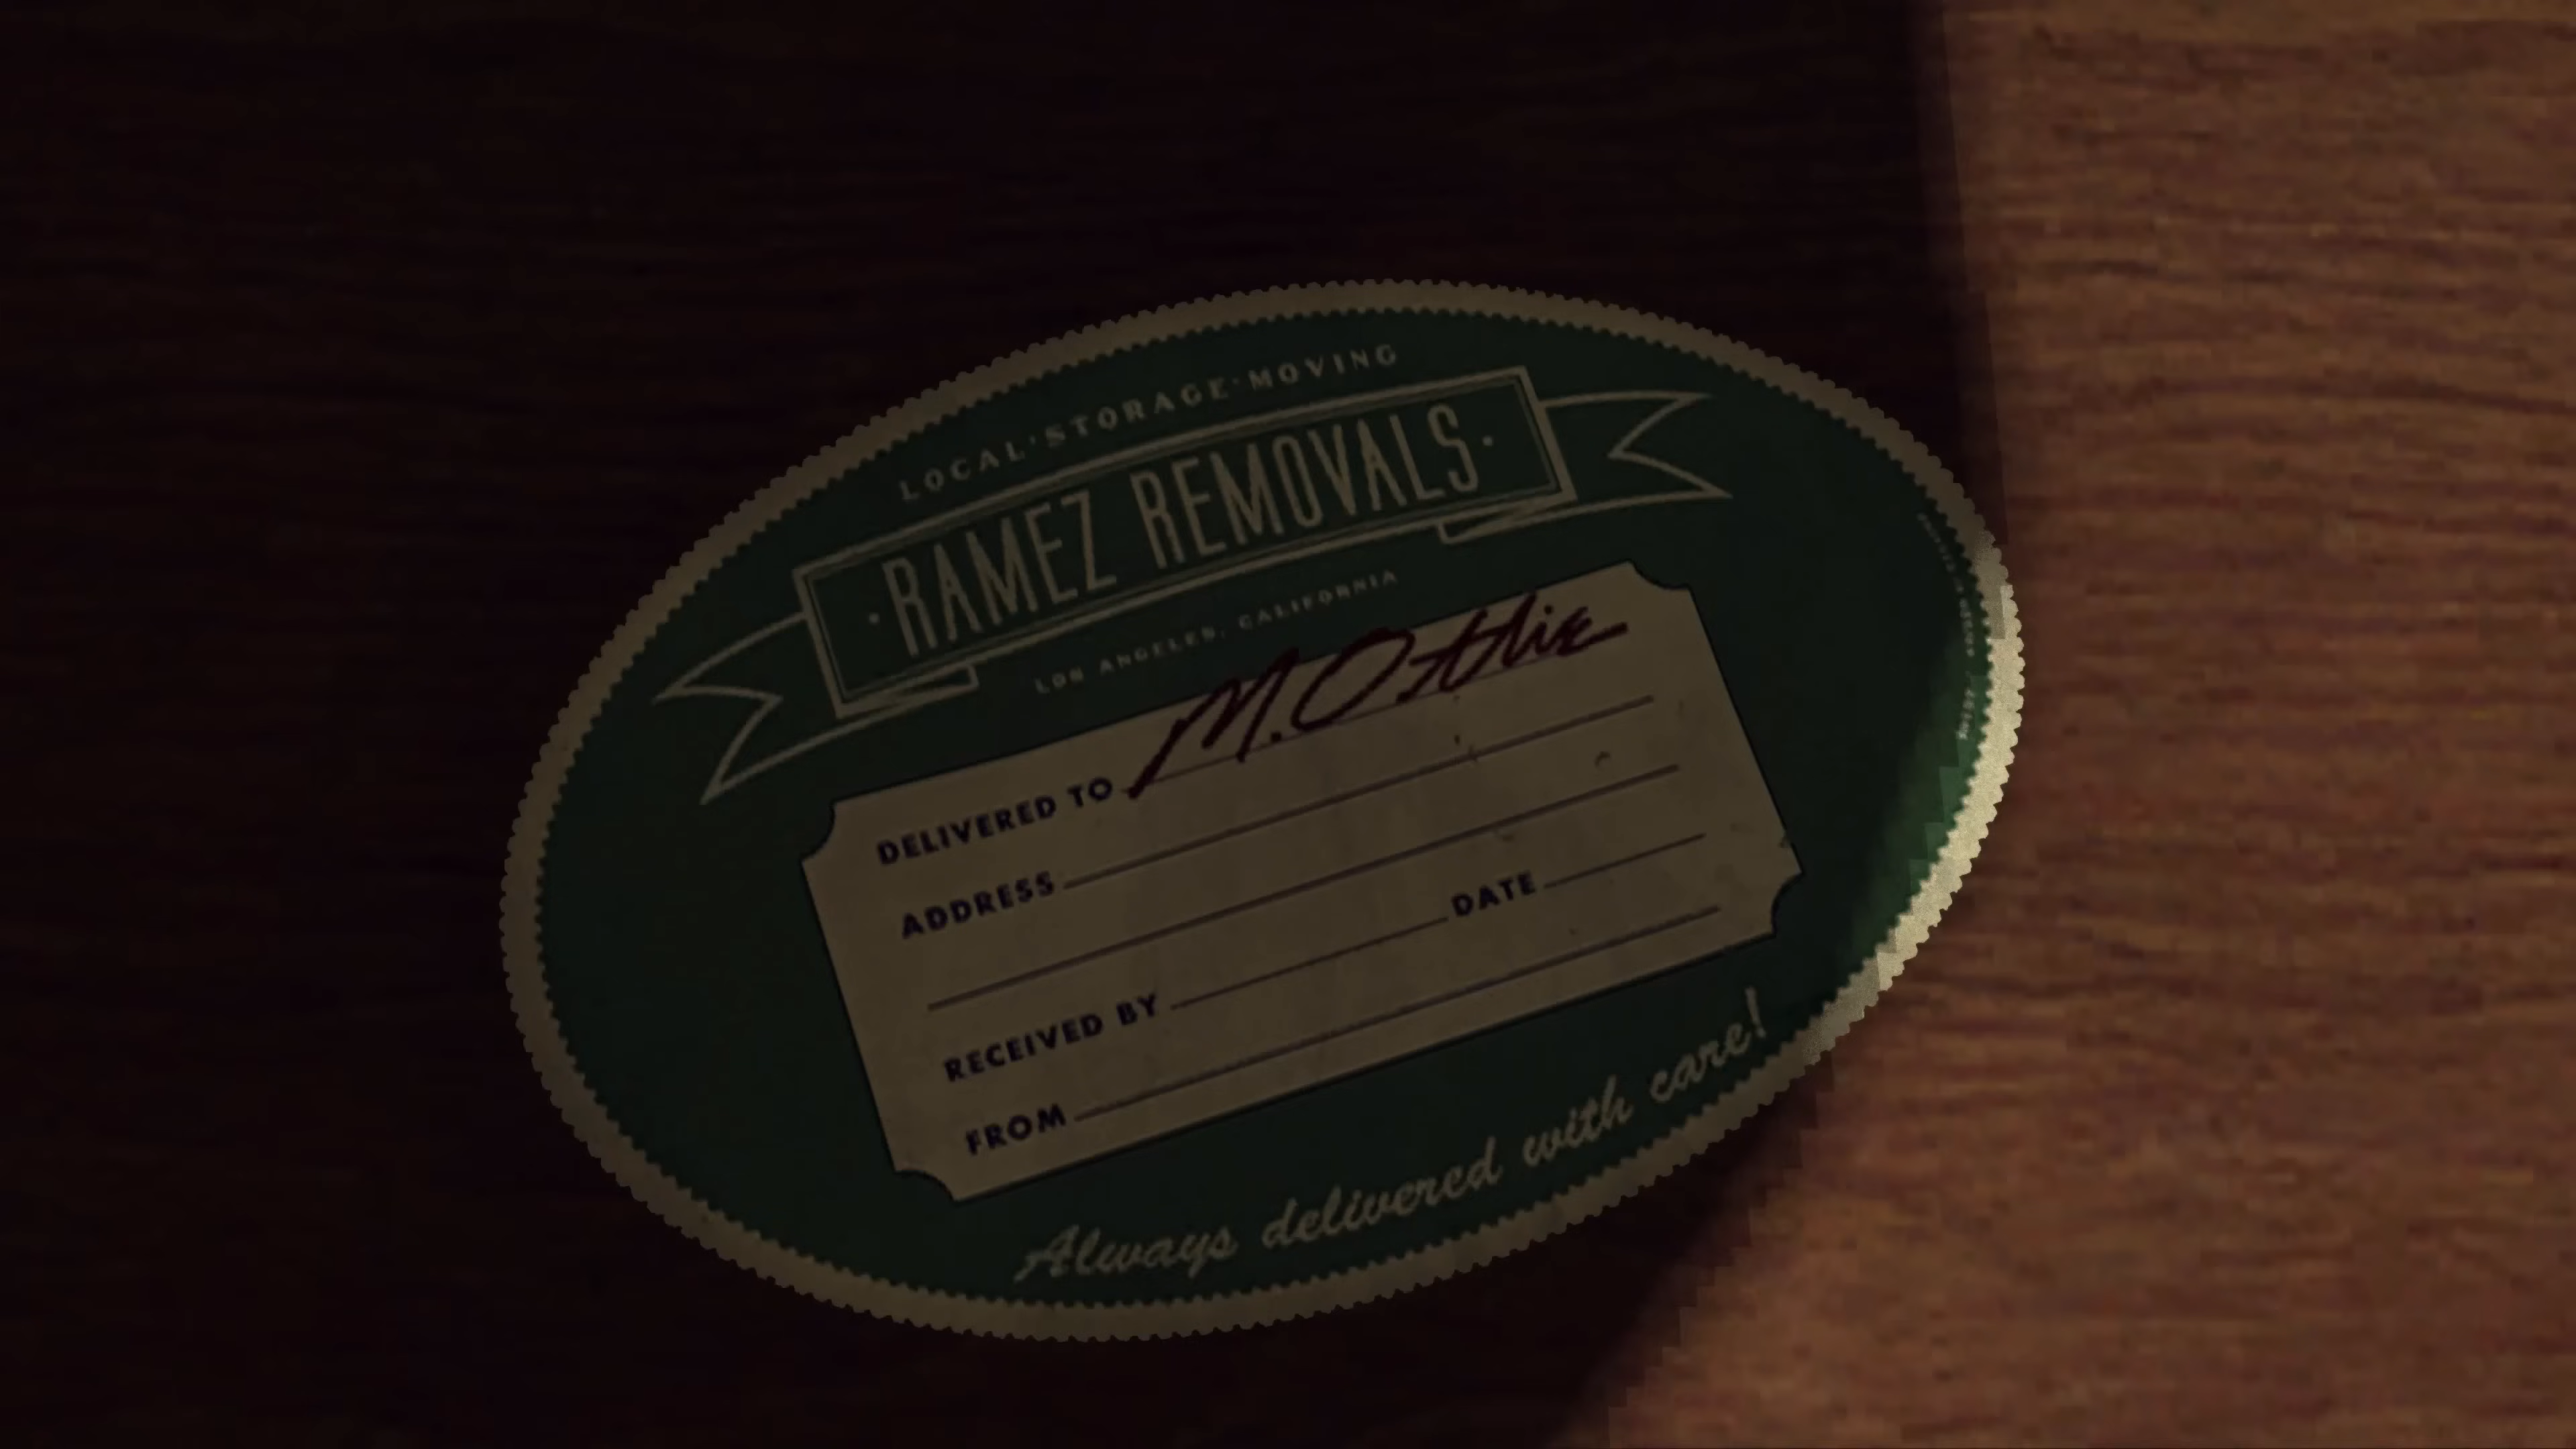 LOCAL·STORAGE·MOVING
·RAMEZ REMOVALS·
LOS ANGELES, CALIFORNIA
DELIVERED TO M. Ottlie
ADDRESS
RECEIVED BY DATE
FROM
Always delivered with care!